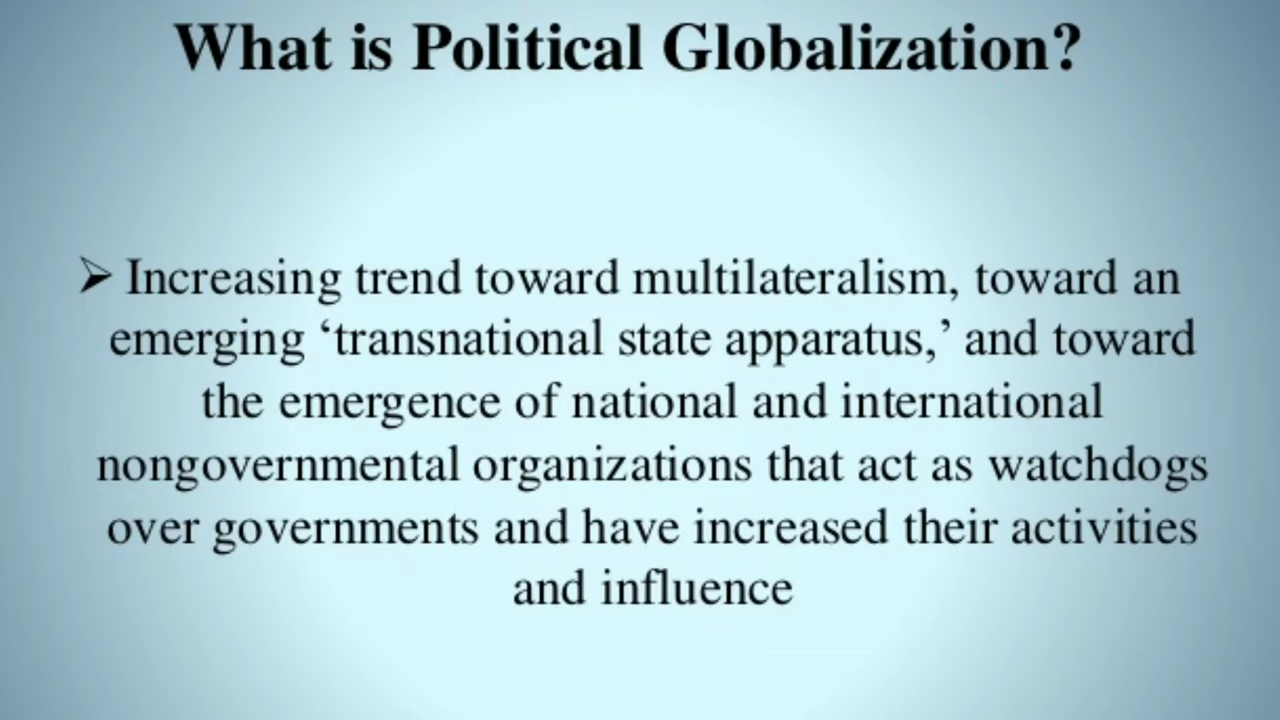 What is Political Globalization?
➢ Increasing trend toward multilateralism, toward an
emerging ‘transnational state apparatus,’ and toward
the emergence of national and international
nongovernmental organizations that act as watchdogs
over governments and have increased their activities
and influence